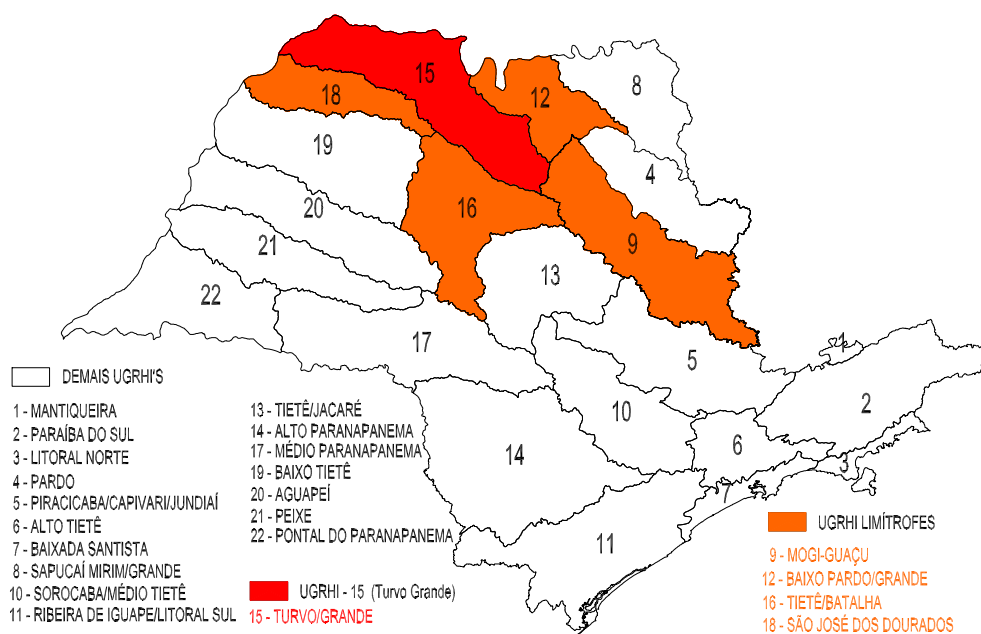 15
8
18
12
19
4
16
20
9
21
13
22
17
1
5
2
10
6
14
3
7
11
DEMAIS UGRHI'S
1 - MANTIQUEIRA
2 - PARAÍBA DO SUL
3 - LITORAL NORTE
4 - PARDO
5 - PIRACICABA/CAPIVARI/JUNDIAÍ
6 - ALTO TIETÊ
7 - BAIXADA SANTISTA
8 - SAPUCAÍ MIRIM/GRANDE
10 - SOROCABA/MÉDIO TIETÊ
11 - RIBEIRA DE IGUAPE/LITORAL SUL
13 - TIETÊ/JACARÉ
14 - ALTO PARANAPANEMA
17 - MÉDIO PARANAPANEMA
19 - BAIXO TIETÊ
20 - AGUAPEÍ
21 - PEIXE
22 - PONTAL DO PARANAPANEMA
UGRHI - 15 (Turvo Grande)
15 - TURVO/GRANDE
UGRHI LIMÍTROFES
9 - MOGI-GUAÇU
12 - BAIXO PARDO/GRANDE
16 - TIETÊ/BATALHA
18 - SÃO JOSÉ DOS DOURADOS